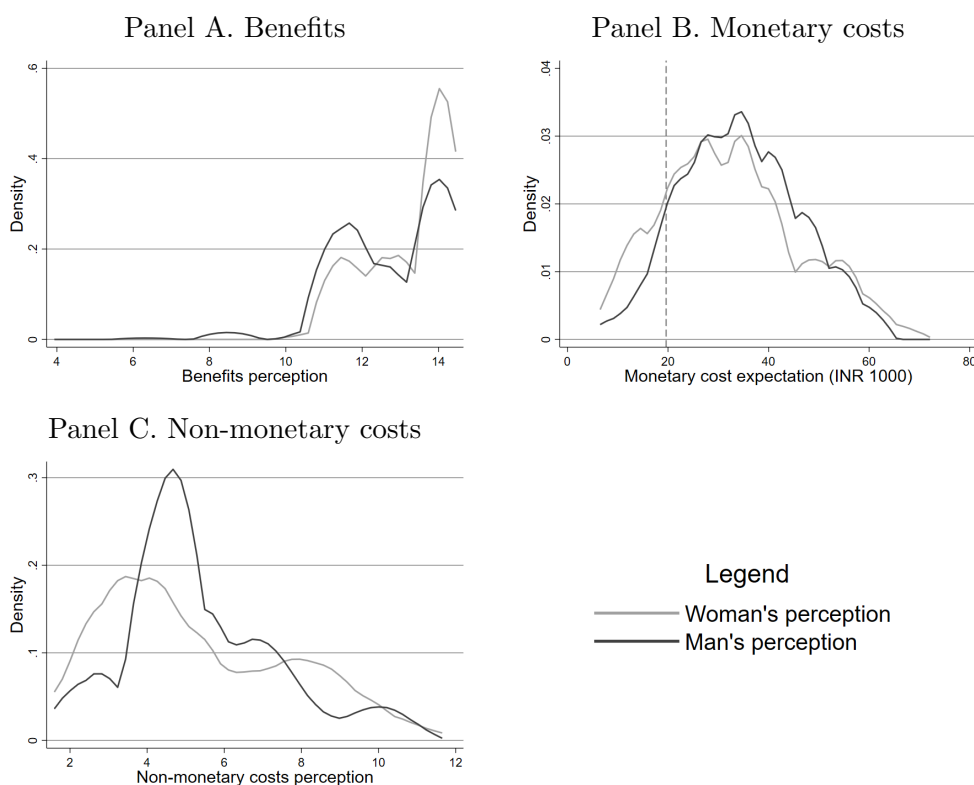 Panel A. Benefits
.6
.4
.2
0
Density
4 6 8 10 12 14
Benefits perception
Panel B. Monetary costs
.04
.03
.02
.01
0
Density
0 20 40 60 80
Monetary cost expectation (INR 1000)
Panel C. Non-monetary costs
.3
.2
.1
0
Density
2 4 6 8 10 12
Non-monetary costs perception
Legend
Woman's perception
Man's perception